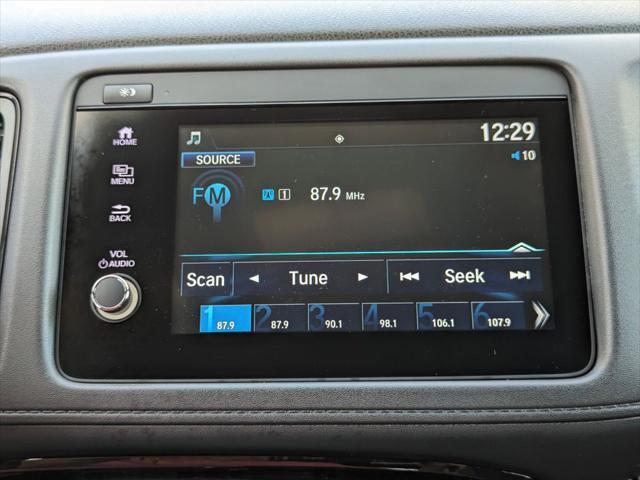 HOME
MENU
BACK
VOL
AUDIO
12:29
SOURCE
10
FM
1 87.9 MHz
Scan Tune Seek
1 87.9 2 87.9 3 90.1 4 98.1 5 106.1 6 107.9